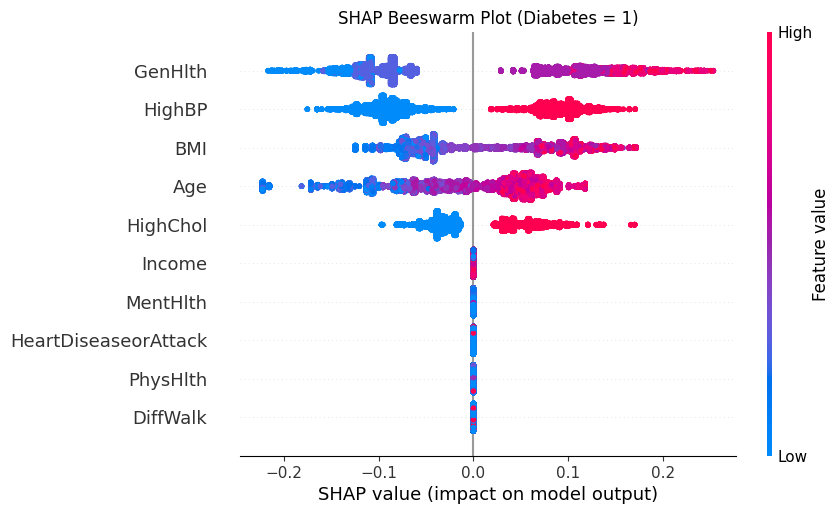 SHAP Beeswarm Plot (Diabetes = 1)
High
GenHlth
HighBP
BMI
Age
HighChol
Income
MentHlth
HeartDiseaseorAttack
PhysHlth
DiffWalk
Feature value
Low
−0.2 −0.1 0.0 0.1 0.2
SHAP value (impact on model output)